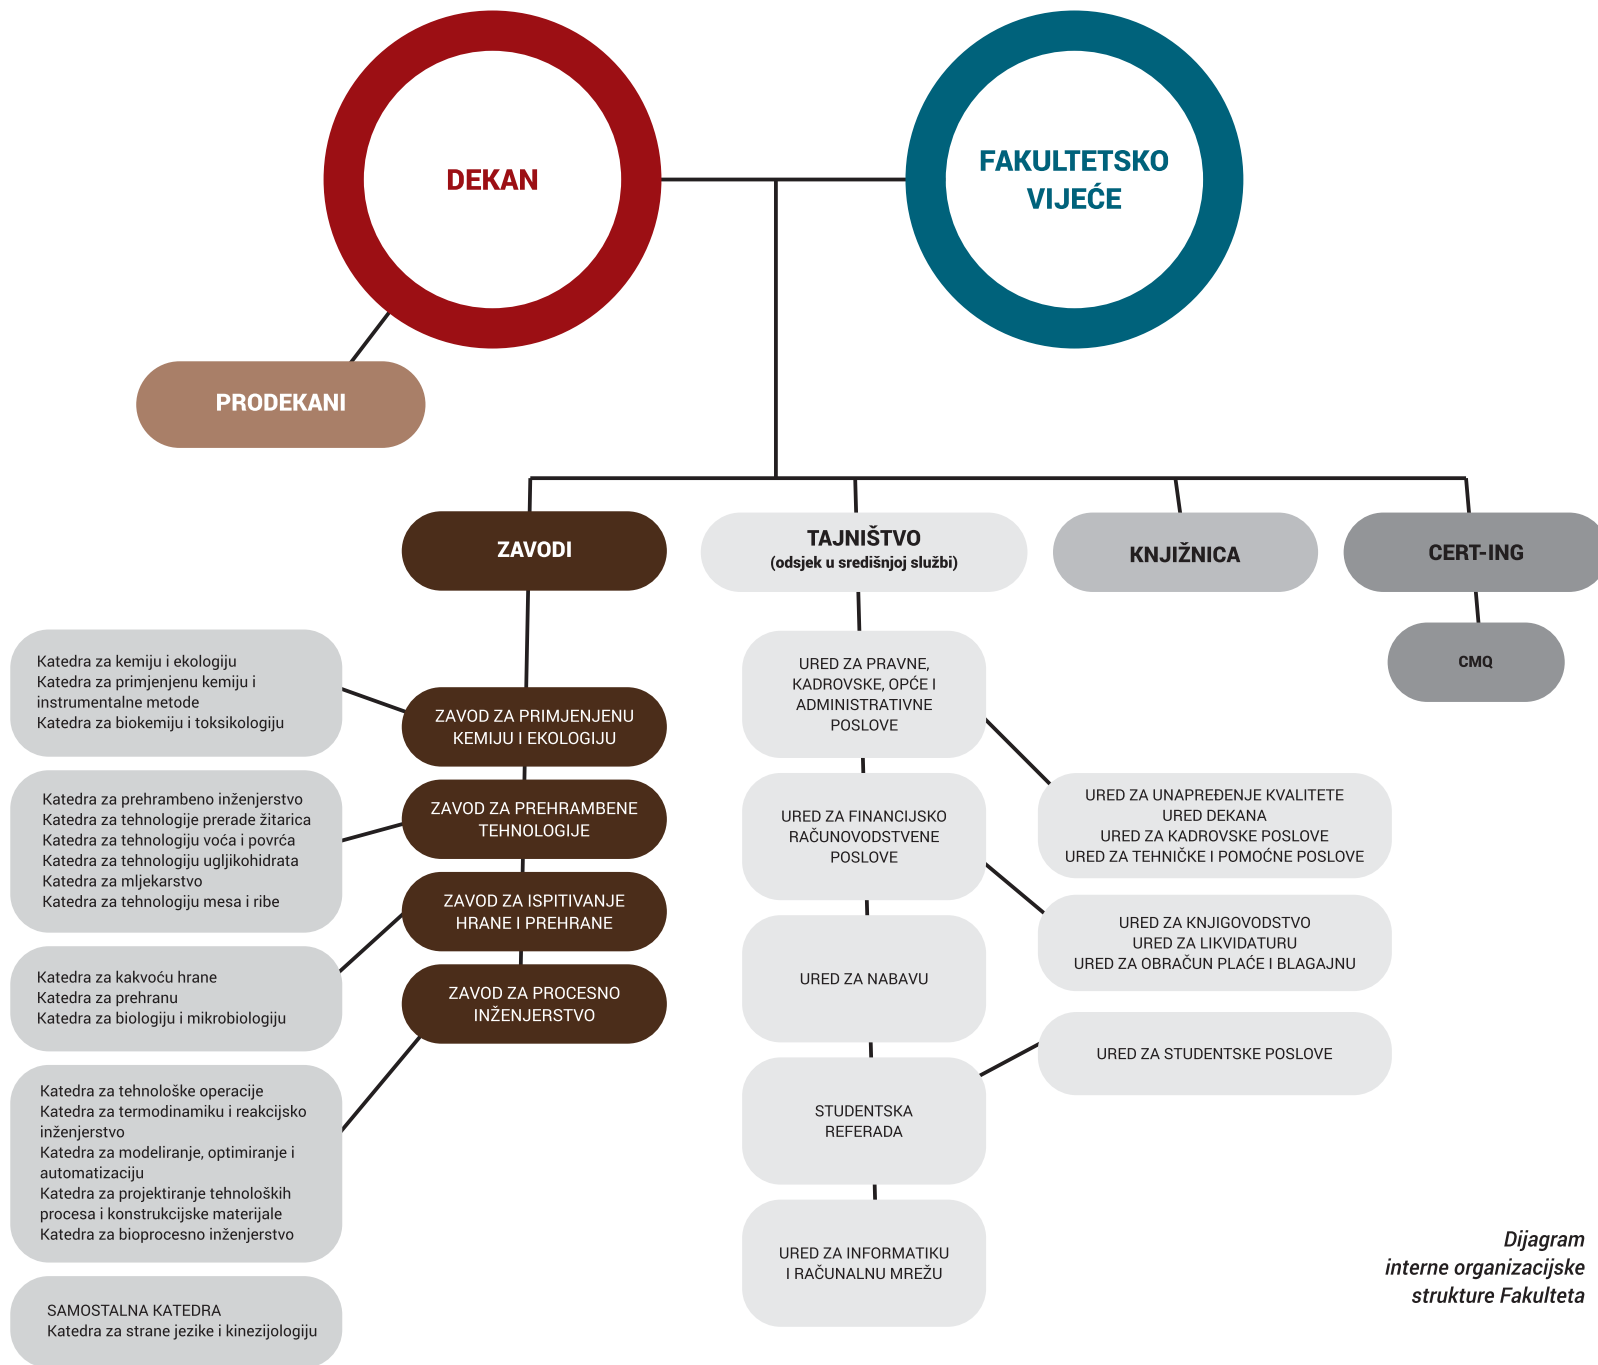 DEKAN
FAKULTETSKO
VIJEĆE
PRODEKANI
ZAVODI
TAJNIŠTVO
(odsjek u središnjoj službi)
KNJIŽNICA
CERT-ING
CMQ
Katedra za kemiju i ekologiju
Katedra za primjenjenu kemiju i
instrumentalne metode
Katedra za biokemiju i toksikologiju
ZAVOD ZA PRIMJENJENU
KEMIJU I EKOLOGIJU
Katedra za prehrambeno inženjerstvo
Katedra za tehnologije prerade žitarica
Katedra za tehnologiju voća i povrća
Katedra za tehnologiju ugljikohidrata
Katedra za mljekarstvo
Katedra za tehnologiju mesa i ribe
ZAVOD ZA PREHRAMBENE
TEHNOLOGIJE
Katedra za kakvoću hrane
Katedra za prehranu
Katedra za biologiju i mikrobiologiju
ZAVOD ZA ISPITIVANJE
HRANE I PREHRANE
ZAVOD ZA PROCESNO
INŽENJERSTVO
Katedra za tehnološke operacije
Katedra za termodinamiku i reakcijsko
inženjerstvo
Katedra za modeliranje, optimiranje i
automatizaciju
Katedra za projektiranje tehnoloških
procesa i konstrukcijske materijale
Katedra za bioprocesno inženjerstvo
SAMOSTALNA KATEDRA
Katedra za strane jezike i kinezijologiju
URED ZA PRAVNE,
KADROVSKE, OPĆE I
ADMINISTRATIVNE
POSLOVE
URED ZA FINANCIJSKO
RAČUNOVODSTVENE
POSLOVE
URED ZA NABAVU
STUDENTSKA
REFERADA
URED ZA INFORMATIKU
I RAČUNALNU MREŽU
URED ZA UNAPREĐENJE KVALITETE
URED DEKANA
URED ZA KADROVSKE POSLOVE
URED ZA TEHNIČKE I POMOĆNE POSLOVE
URED ZA KNJIGOVODSTVO
URED ZA LIKVIDATURU
URED ZA OBRAČUN PLAĆE I BLAGAJNU
URED ZA STUDENTSKE POSLOVE
Dijagram
interne organizacijske
strukture Fakulteta